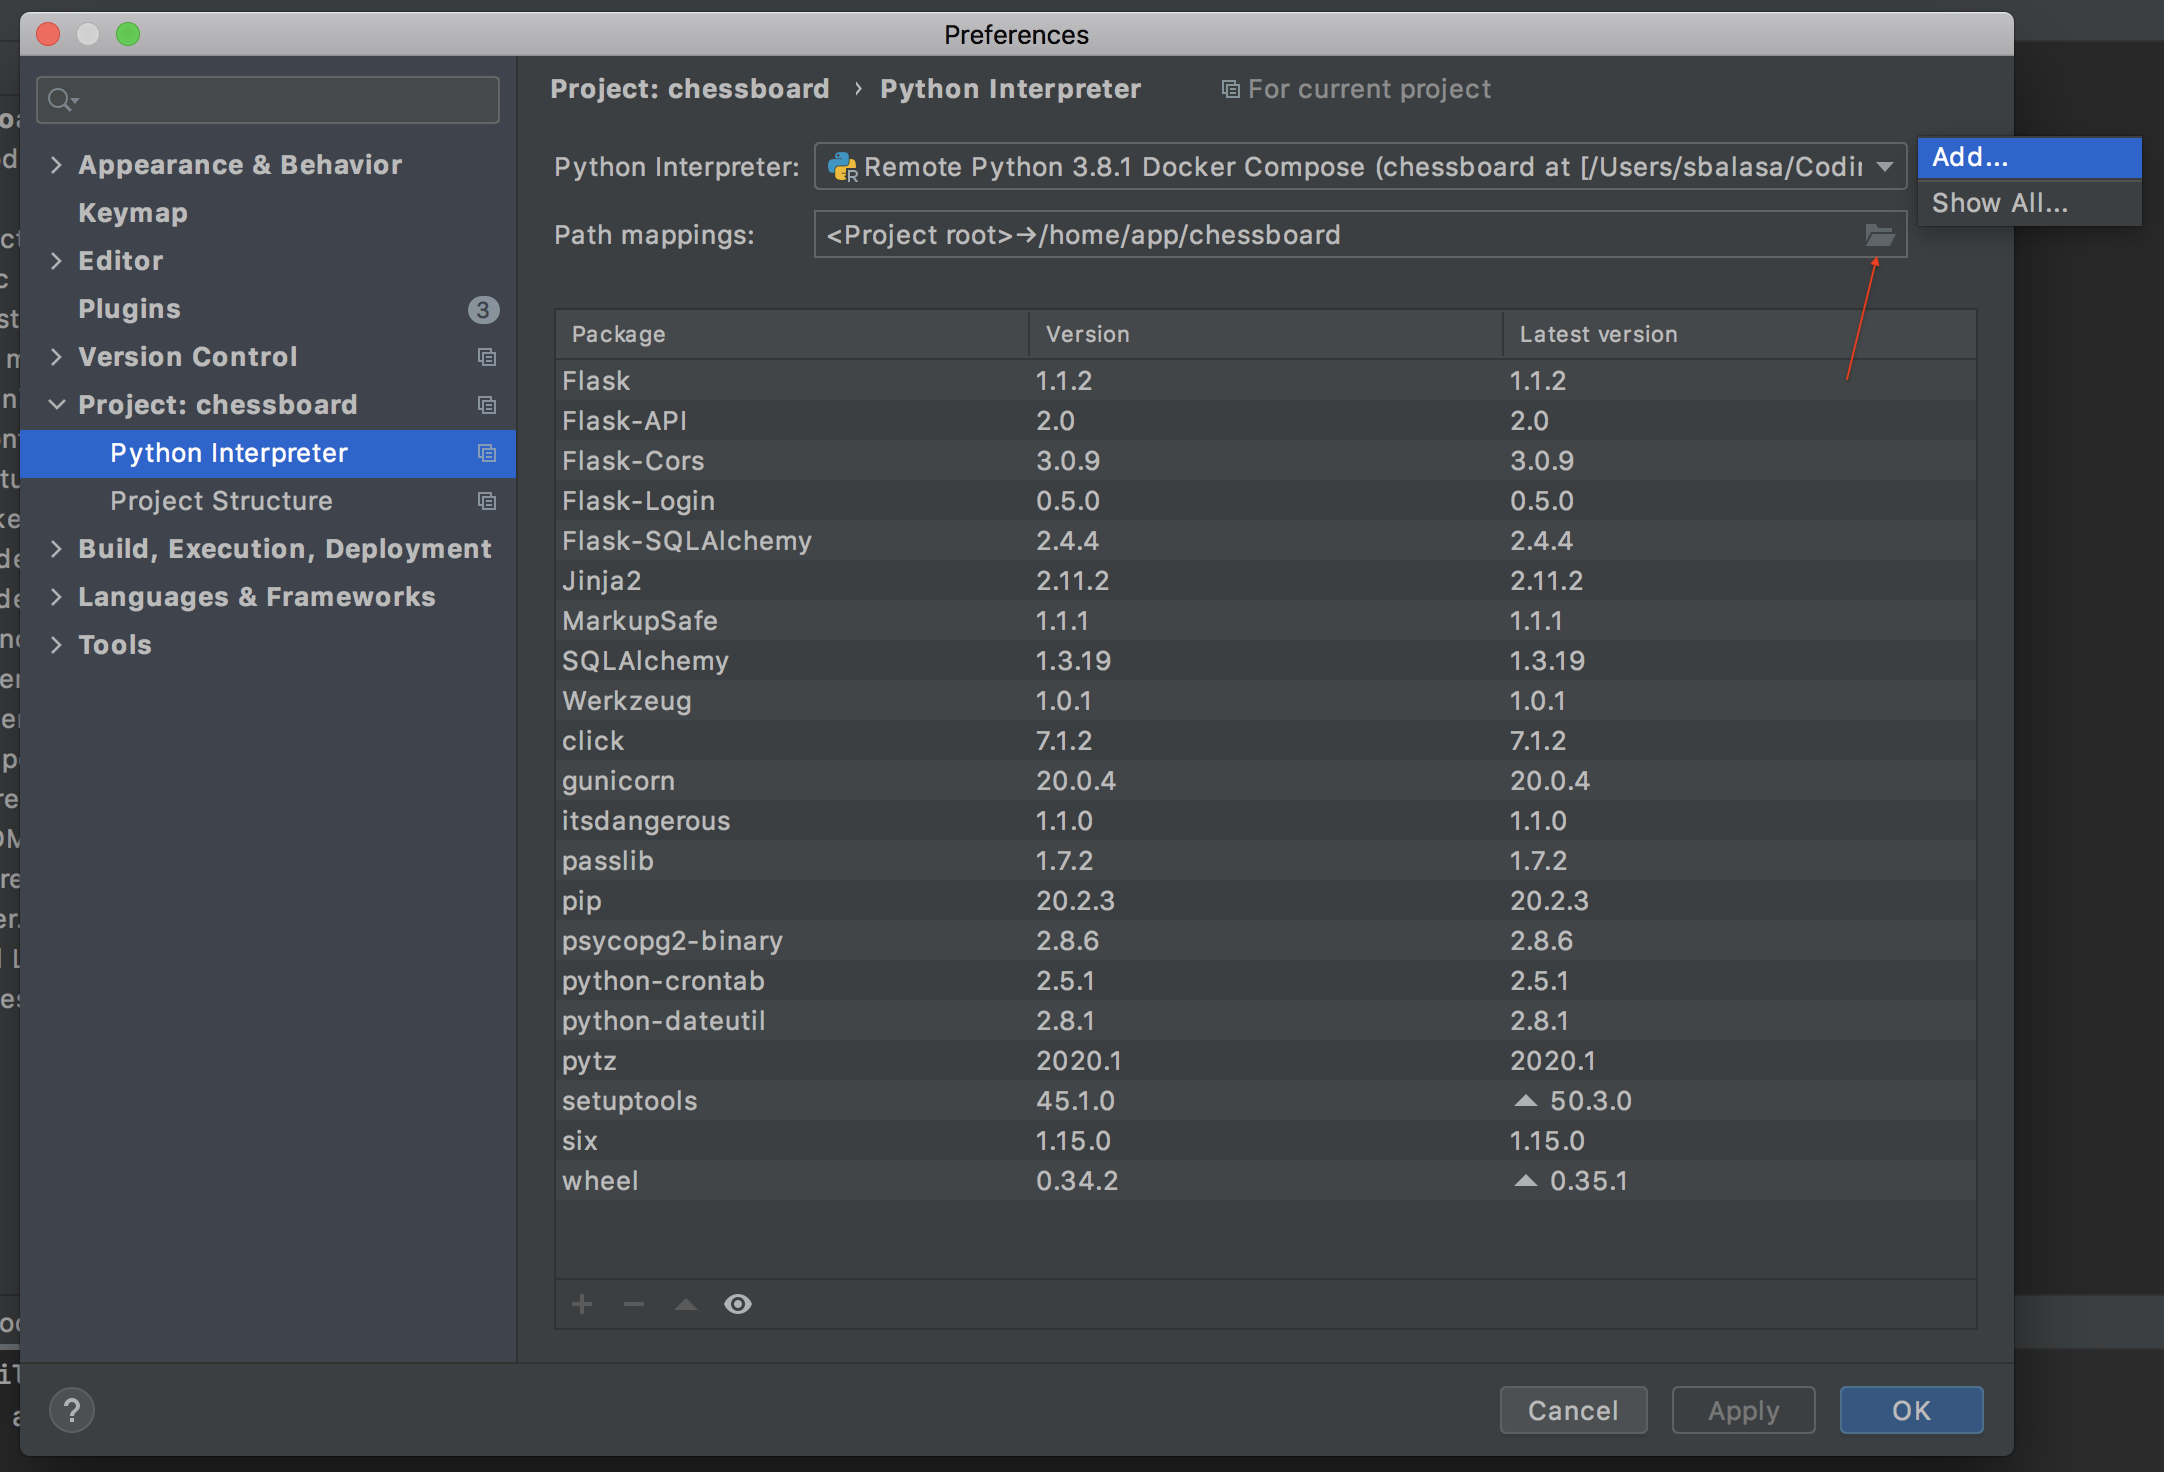 Preferences
Project: chessboard › Python Interpreter For current project
Python Interpreter: Remote Python 3.8.1 Docker Compose (chessboard at [/Users/sbalasa/Codin
Add...
Show All...
Path mappings: <Project root>→/home/app/chessboard
Appearance & Behavior
Keymap
Editor
Plugins 3
Version Control
Project: chessboard
Python Interpreter
Project Structure
Build, Execution, Deployment
Languages & Frameworks
Tools
Package Version Latest version
Flask 1.1.2 1.1.2
Flask-API 2.0 2.0
Flask-Cors 3.0.9 3.0.9
Flask-Login 0.5.0 0.5.0
Flask-SQLAlchemy 2.4.4 2.4.4
Jinja2 2.11.2 2.11.2
MarkupSafe 1.1.1 1.1.1
SQLAlchemy 1.3.19 1.3.19
Werkzeug 1.0.1 1.0.1
click 7.1.2 7.1.2
gunicorn 20.0.4 20.0.4
itsdangerous 1.1.0 1.1.0
passlib 1.7.2 1.7.2
pip 20.2.3 20.2.3
psycopg2-binary 2.8.6 2.8.6
python-crontab 2.5.1 2.5.1
python-dateutil 2.8.1 2.8.1
pytz 2020.1 2020.1
setuptools 45.1.0 50.3.0
six 1.15.0 1.15.0
wheel 0.34.2 0.35.1
?
Cancel
Apply
OK